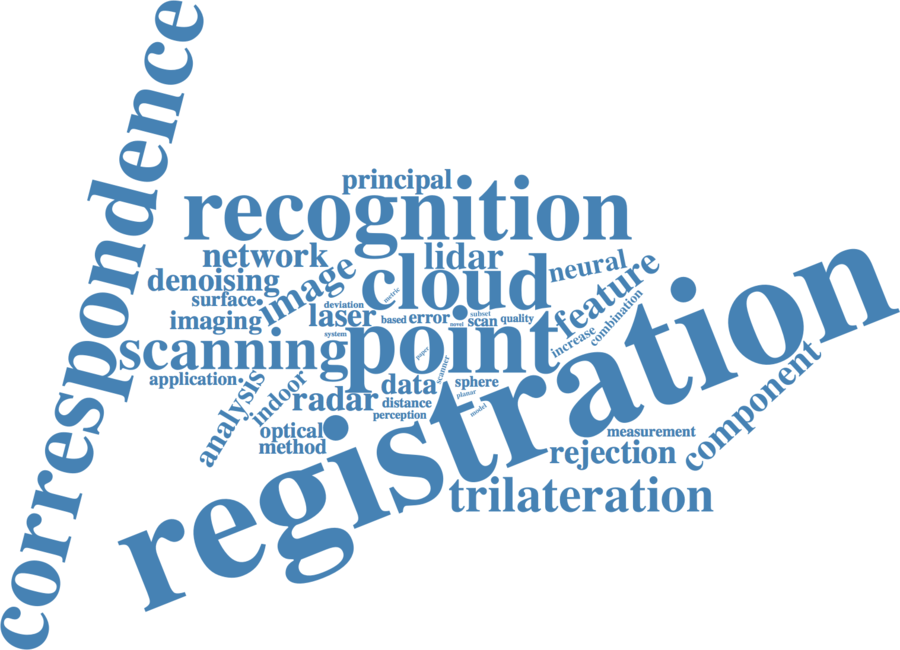 correspondence
principal
recognition
network
lidar
cloud
neural
denoising
image
feature
surface
metric
combination
deviation
laser
based
error
novel
subset
scan
quality
imaging
system
increase
scanning
point
paper
scanner
registration
application
analysis
indoor
data
sphere
planar
radar
distance
model
perception
component
optical
method
measurement
rejection
trilateration